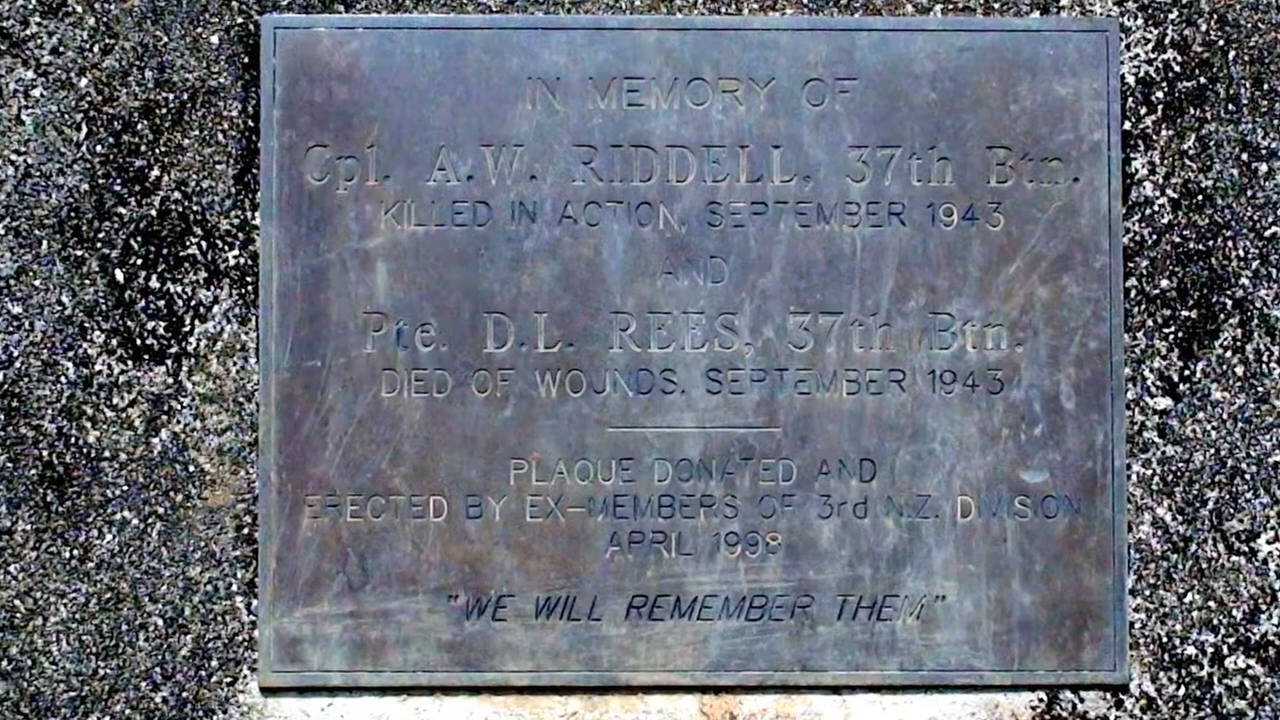 IN MEMORY OF
Cpl. A.W. RIDDELL, 37th Btn.
KILLED IN ACTION, SEPTEMBER 1943
AND
Pte. D.L. REES, 37th Btn.
DIED OF WOUNDS. SEPTEMBER 1943
PLAQUE DONATED AND
ERECTED BY EX-MEMBERS OF 3rd N.Z. DIVISION
APRIL 1998
"WE WILL REMEMBER THEM"